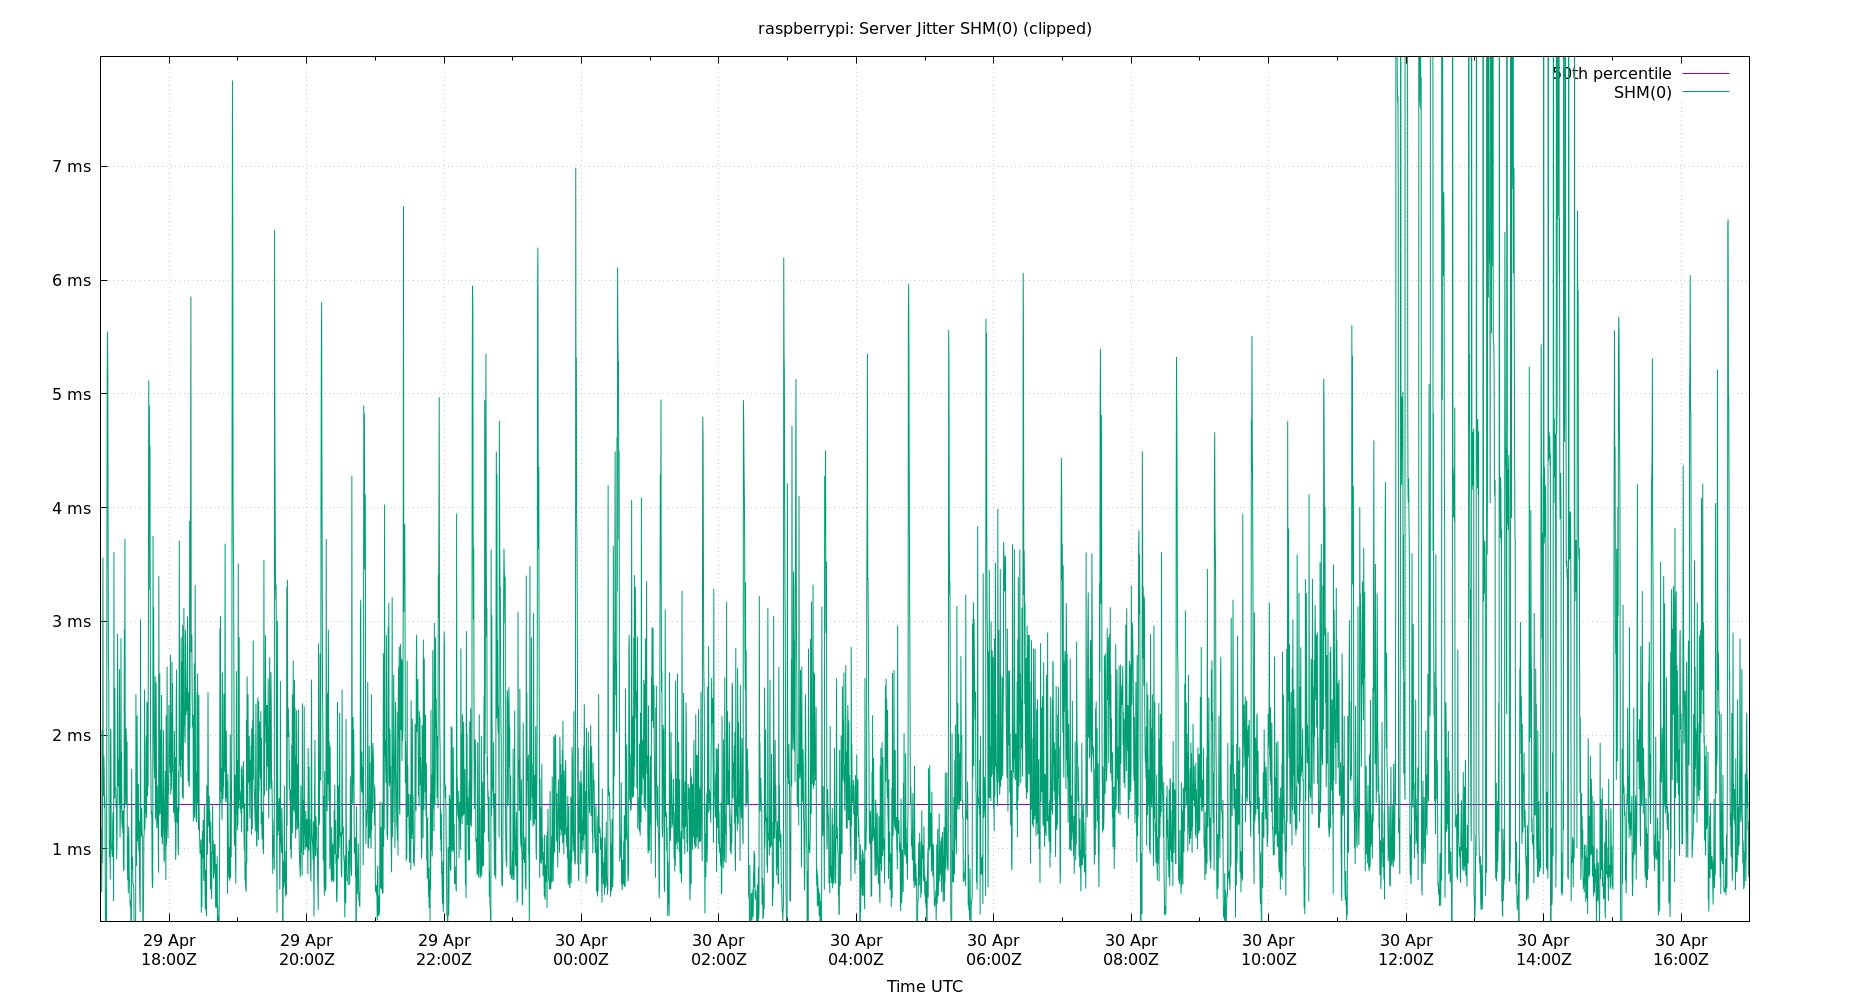 raspberrypi: Server Jitter SHM(0) (clipped)
50th percentile
SHM(0)
7 ms
6 ms
5 ms
4 ms
3 ms
2 ms
1 ms
29 Apr 29 Apr 29 Apr 30 Apr 30 Apr 30 Apr 30 Apr 30 Apr 30 Apr 30 Apr 30 Apr 30 Apr
18:00Z 20:00Z 22:00Z 00:00Z 02:00Z 04:00Z 06:00Z 08:00Z 10:00Z 12:00Z 14:00Z 16:00Z
Time UTC